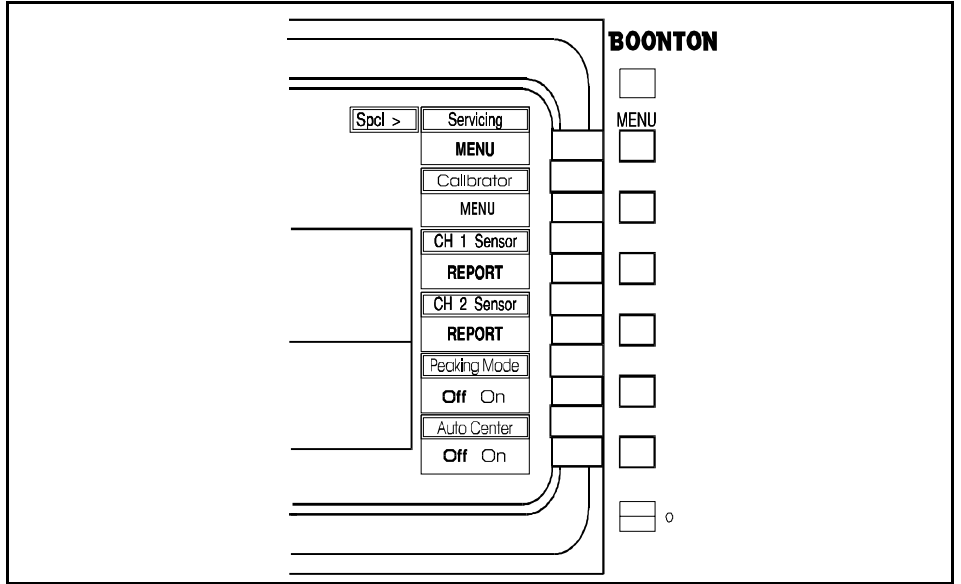 BOONTON
MENU
Spcl >
Servicing
MENU
Calibrator
MENU
CH 1 Sensor
REPORT
CH 2 Sensor
REPORT
Peaking Mode
Off On
Auto Center
Off On
O